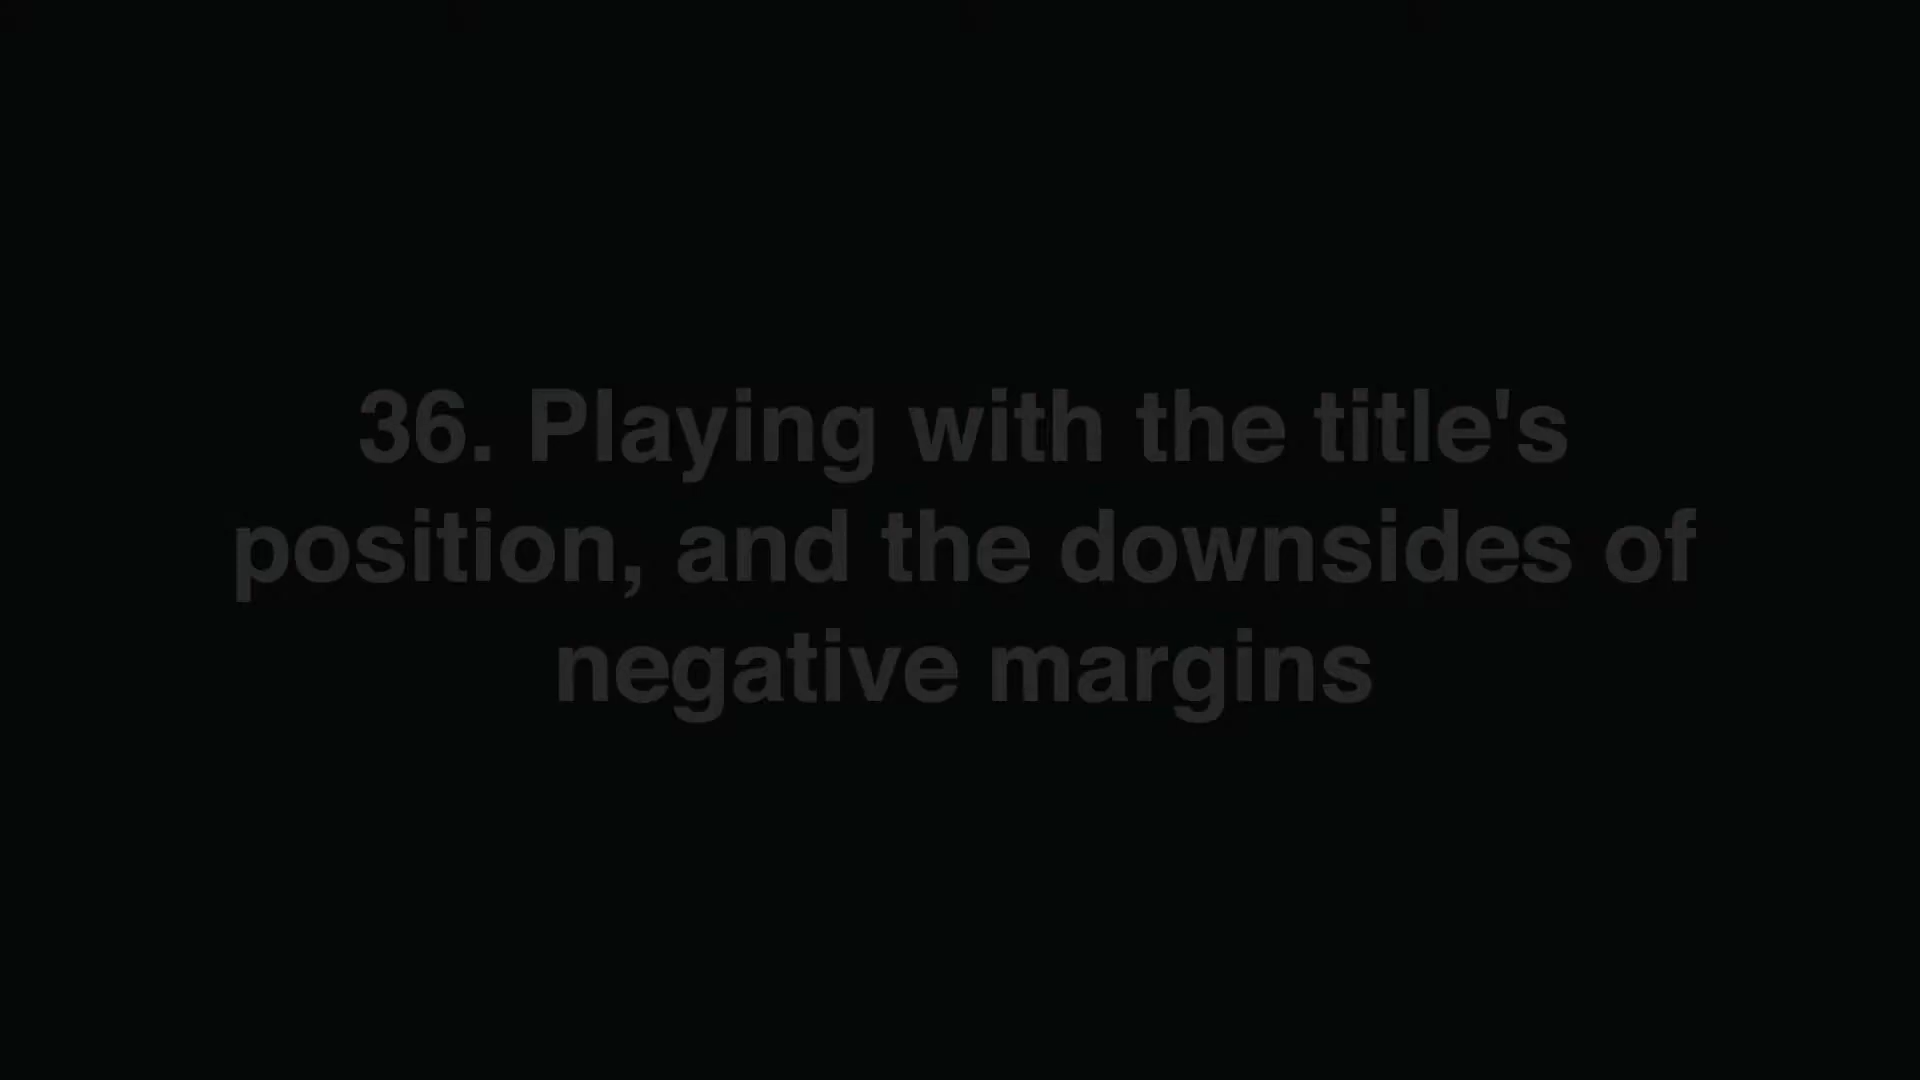 36. Playing with the title's
position, and the downsides of
negative margins